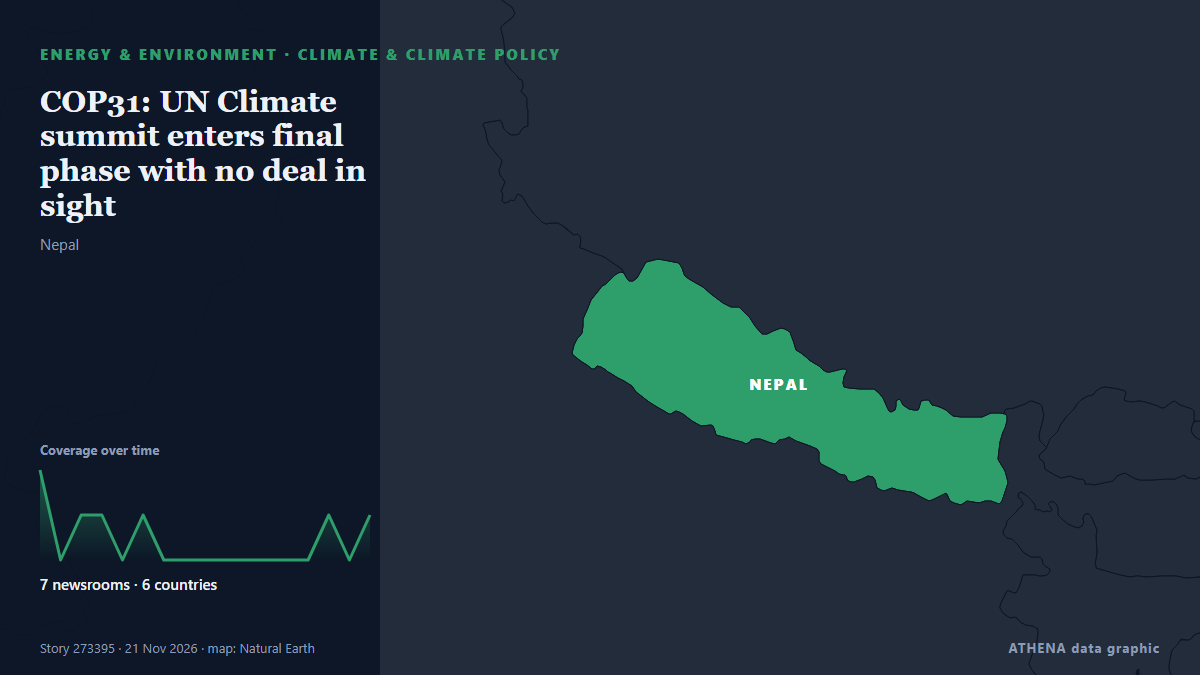 ENERGY & ENVIRONMENT · CLIMATE & CLIMATE POLICY
COP31: UN Climate
summit enters final
phase with no deal in
sight
Nepal
NEPAL
Coverage over time
7 newsrooms · 6 countries
Story 273395 · 21 Nov 2026 · map: Natural Earth
ATHENA data graphic